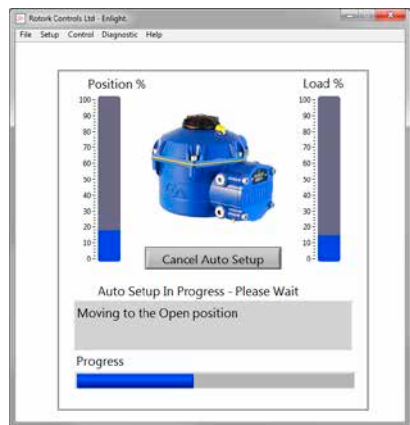 Rotork Controls Ltd - Enlight.
File Setup Control Diagnostic Help
Position % Load %
100 100
90 90
80 80
70 70
60 60
50 50
40 40
30 30
20 20
10 10
0 0
Cancel Auto Setup
Auto Setup In Progress - Please Wait
Moving to the Open position
Progress